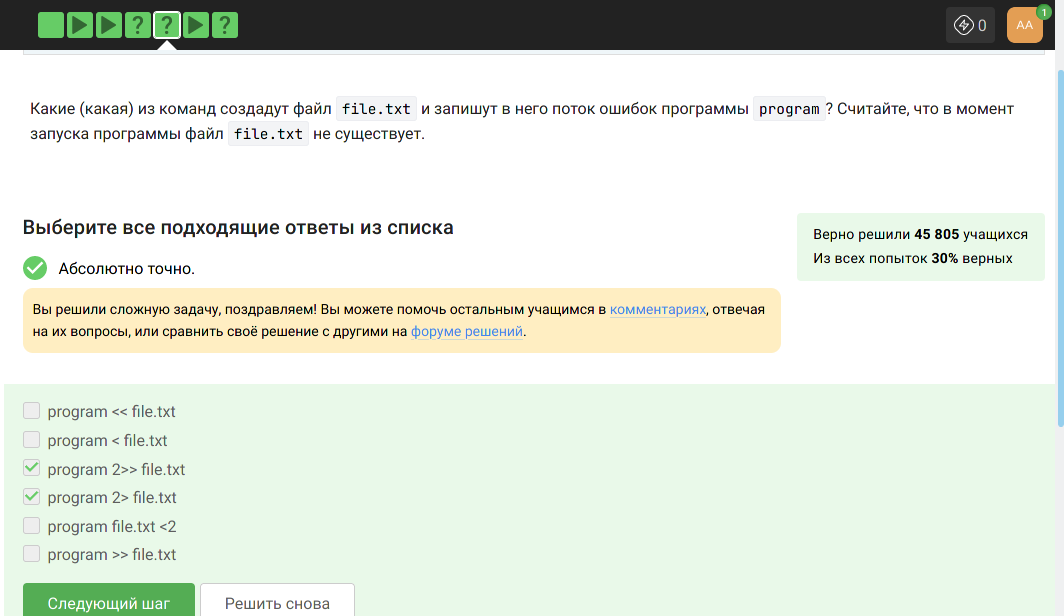 ? ? ?
0
AA
1
Какие (какая) из команд создадут файл file.txt и запишут в него поток ошибок программы program? Считайте, что в момент
запуска программы файл file.txt не существует.
Выберите все подходящие ответы из списка
Верно решили 45 805 учащихся
Из всех попыток 30% верных
Абсолютно точно.
Вы решили сложную задачу, поздравляем! Вы можете помочь остальным учащимся в комментариях, отвечая
на их вопросы, или сравнить своё решение с другими на форуме решений.
program << file.txt
program < file.txt
program 2>> file.txt
program 2> file.txt
program file.txt <2
program >> file.txt
Следующий шаг
Решить снова